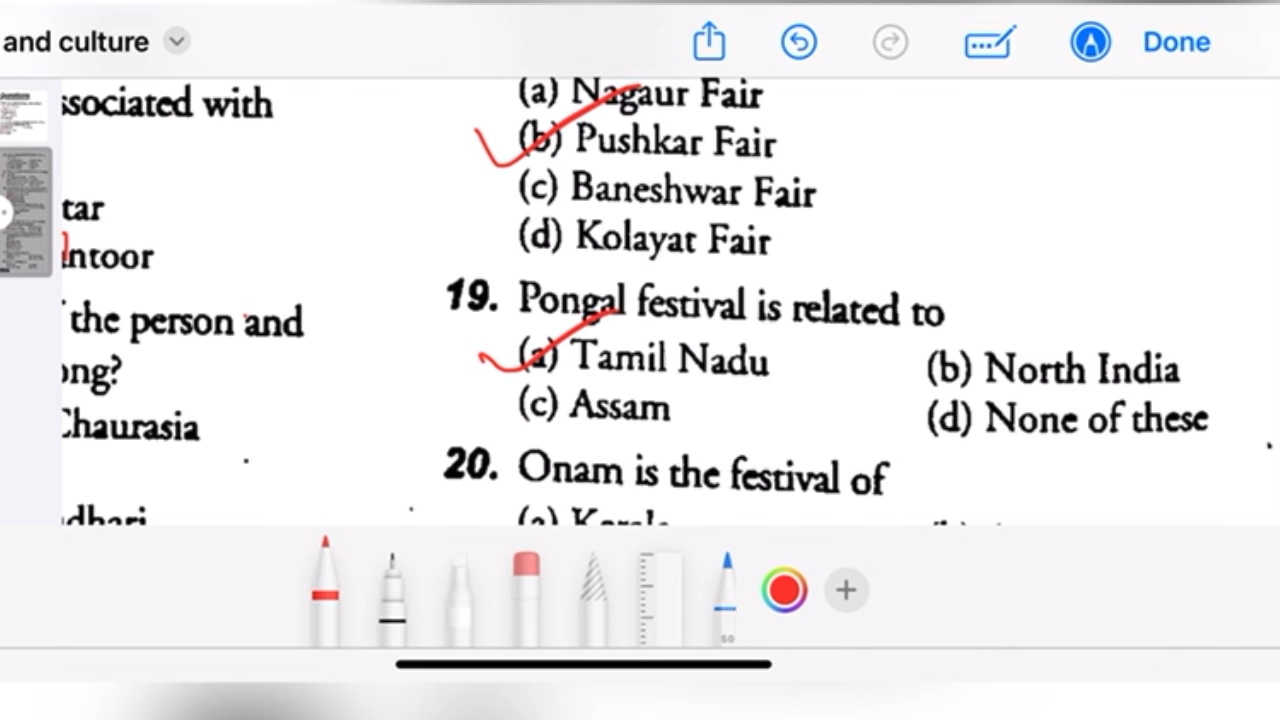 and culture
Done
ssociated with
tar
ntoor
the person and
ong?
Chaurasia
(a) Nagaur Fair
(b) Pushkar Fair
(c) Baneshwar Fair
(d) Kolayat Fair
19. Pongal festival is related to
(a) Tamil Nadu (b) North India
(c) Assam (d) None of these
20. Onam is the festival of
(a) Kerala
50